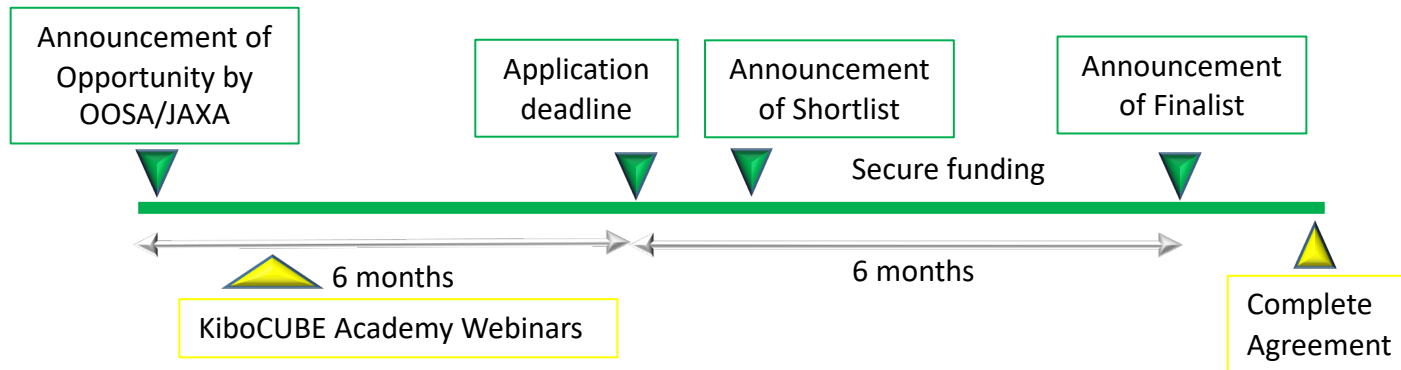 Announcement of
Opportunity by
OOSA/JAXA
Application
deadline
Announcement
of Shortlist
Announcement
of Finalist
Secure funding
6 months
6 months
KiboCUBE Academy Webinars
Complete
Agreement